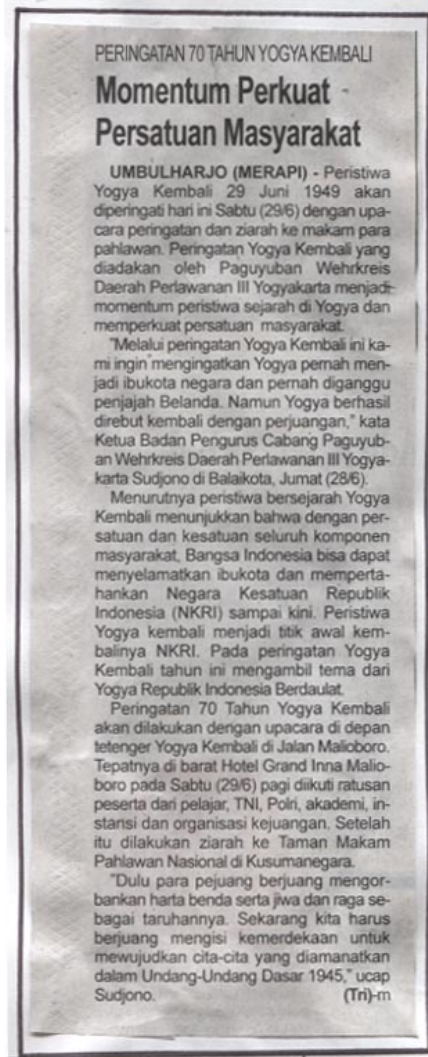 PERINGATAN 70 TAHUN YOGYA KEMBALI
Momentum Perkuat
Persatuan Masyarakat
UMBULHARJO (MERAPI) - Peristiwa
Yogya Kembali 29 Juni 1949 akan
diperingati hari ini Sabtu (29/6) dengan upa-
cara peringatan dan ziarah ke makam para
pahlawan. Peringatan Yogya Kembali yang
diadakan oleh Paguyuban Wehrkreis
Daerah Perlawanan III Yogyakarta menjadi
momentum peristiwa sejarah di Yogya dan
memperkuat persatuan masyarakat.
"Melalui peringatan Yogya Kembali ini ka-
mi ingin mengingatkan Yogya pernah men-
jadi ibukota negara dan pernah diganggu
penjajah Belanda. Namun Yogya berhasil
direbut kembali dengan perjuangan," kata
Ketua Badan Pengurus Cabang Paguyub-
an Wehrkreis Daerah Perlawanan III Yogya-
karta Sudjono di Balaikota, Jumat (28/6).
Menurutnya peristiwa bersejarah Yogya
Kembali menunjukkan bahwa dengan per-
satuan dan kesatuan seluruh komponen
masyarakat, Bangsa Indonesia bisa dapat
menyelamatkan ibukota dan memperta-
hankan Negara Kesatuan Republik
Indonesia (NKRI) sampai kini. Peristiwa
Yogya kembali menjadi titik awal kem-
balinya NKRI. Pada peringatan Yogya
Kembali tahun ini mengambil tema dari
Yogya Republik Indonesia Berdaulat.
Peringatan 70 Tahun Yogya Kembali
akan dilakukan dengan upacara di depan
tetenger Yogya Kembali di Jalan Malioboro.
Tepatnya di barat Hotel Grand Inna Malio-
boro pada Sabtu (29/6) pagi diikuti ratusan
peserta dari pelajar, TNI, Polri, akademi, in-
stansi dan organisasi kejuangan. Setelah
itu dilakukan ziarah ke Taman Makam
Pahlawan Nasional di Kusumanegara.
"Dulu para pejuang berjuang mengor-
bankan harta benda serta jiwa dan raga se-
bagai taruhannya. Sekarang kita harus
berjuang mengisi kemerdekaan untuk
mewujudkan cita-cita yang diamanatkan
dalam Undang-Undang Dasar 1945," ucap
Sudjono. (Tri)-m